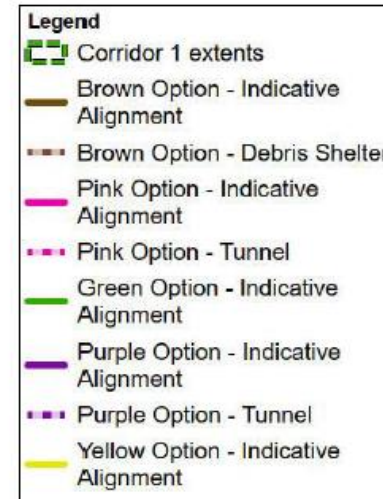 Legend
Corridor 1 extents
Brown Option - Indicative
Alignment
Brown Option - Debris Shelter
Pink Option - Indicative
Alignment
Pink Option - Tunnel
Green Option - Indicative
Alignment
Purple Option - Indicative
Alignment
Purple Option - Tunnel
Yellow Option - Indicative
Alignment